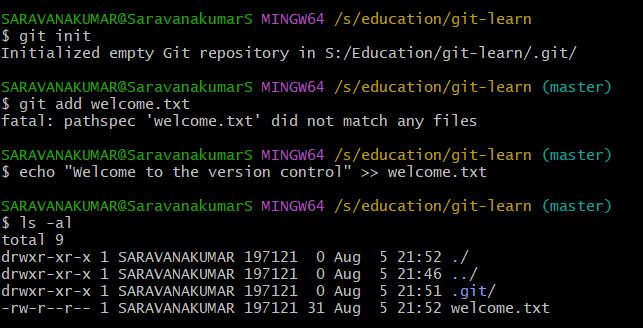 SARAVANAKUMAR@SaravanakumarS MINGW64 /s/education/git-learn
$ git init
Initialized empty Git repository in S:/Education/git-learn/.git/
SARAVANAKUMAR@SaravanakumarS MINGW64 /s/education/git-learn (master)
$ git add welcome.txt
fatal: pathspec 'welcome.txt' did not match any files
SARAVANAKUMAR@SaravanakumarS MINGW64 /s/education/git-learn (master)
$ echo "Welcome to the version control" >> welcome.txt
SARAVANAKUMAR@SaravanakumarS MINGW64 /s/education/git-learn (master)
$ ls -al
total 9
drwxr-xr-x 1 SARAVANAKUMAR 197121  0 Aug  5 21:52 ./
drwxr-xr-x 1 SARAVANAKUMAR 197121  0 Aug  5 21:46 ../
drwxr-xr-x 1 SARAVANAKUMAR 197121  0 Aug  5 21:51 .git/
-rw-r--r-- 1 SARAVANAKUMAR 197121 31 Aug  5 21:52 welcome.txt